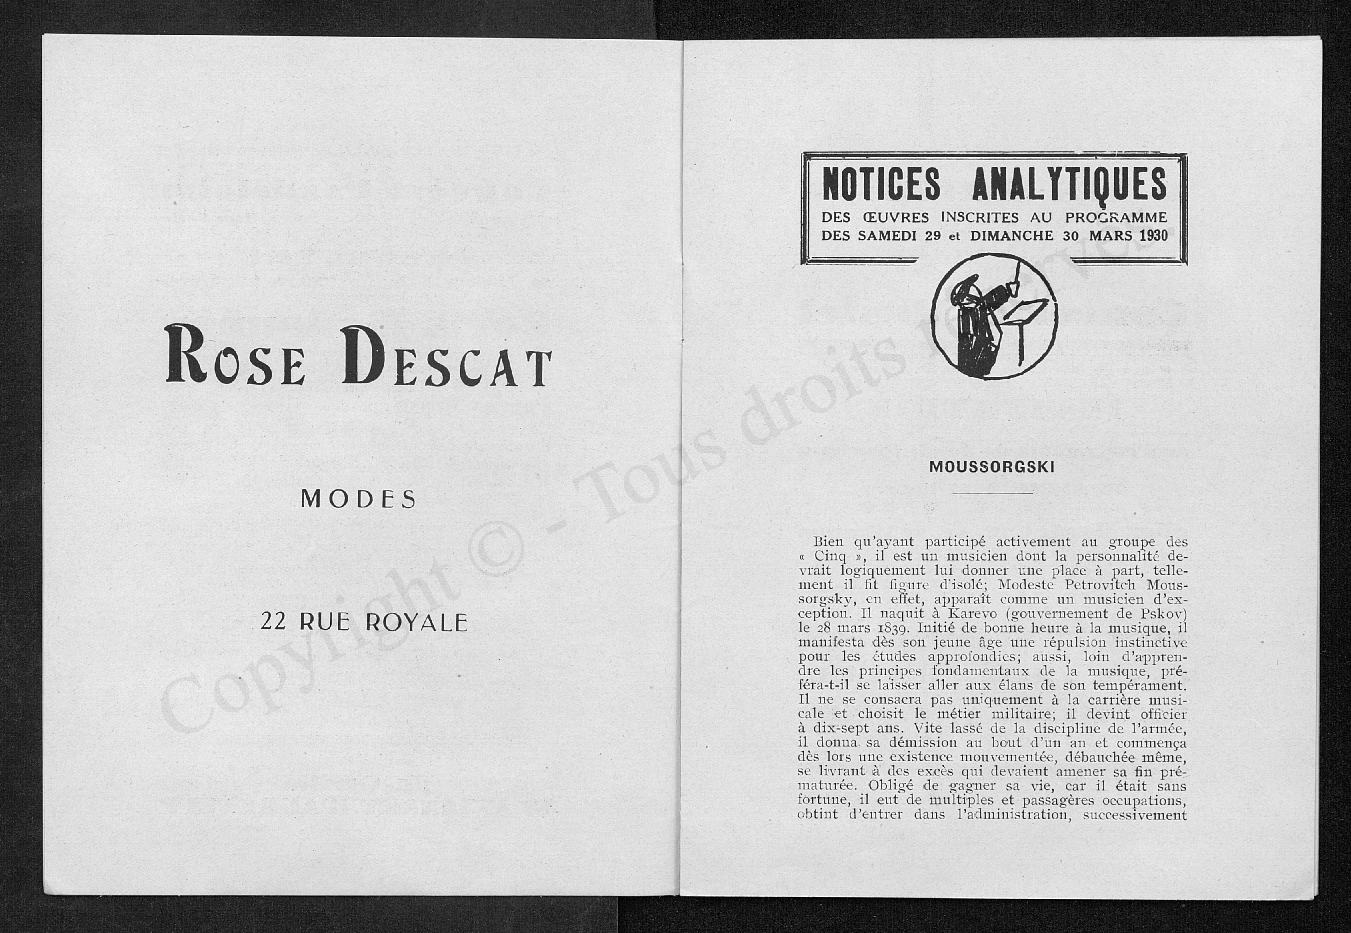 ROSE DESCAT
MODES
22 RUE ROYALE
NOTICES ANALYTIQUES
DES ŒUVRES INSCRITES AU PROGRAMME
DES SAMEDI 29 et DIMANCHE 30 MARS 1930
MOUSSORGSKI
Bien qu'ayant participé activement au groupe des
« Cinq », il est un musicien dont la personnalité de-
vrait logiquement lui donner une place à part, telle-
ment il fit figure d'isolé; Modeste Petrovitch Mous-
sorgsky, en effet, apparaît comme un musicien d'ex-
ception. Il naquit à Karevo (gouvernement de Pskov)
le 28 mars 1839. Initié de bonne heure à la musique, il
manifesta dès son jeune âge une répulsion instinctive
pour les études approfondies; aussi, loin d'appren-
dre les principes fondamentaux de la musique, pré-
féra-t-il se laisser aller aux élans de son tempérament.
Il ne se consacra pas uniquement à la carrière musi-
cale et choisit le métier militaire; il devint officier
à dix-sept ans. Vite lassé de la discipline de l'armée,
il donna sa démission au bout d'un an et commença
dès lors une existence mouvementée, débauchée même,
se livrant à des excès qui devaient amener sa fin pré-
maturée. Obligé de gagner sa vie, car il était sans
fortune, il eut de multiples et passagères occupations,
obtint d'entrer dans l'administration, successivement
Copyright © - Tous droits réservés